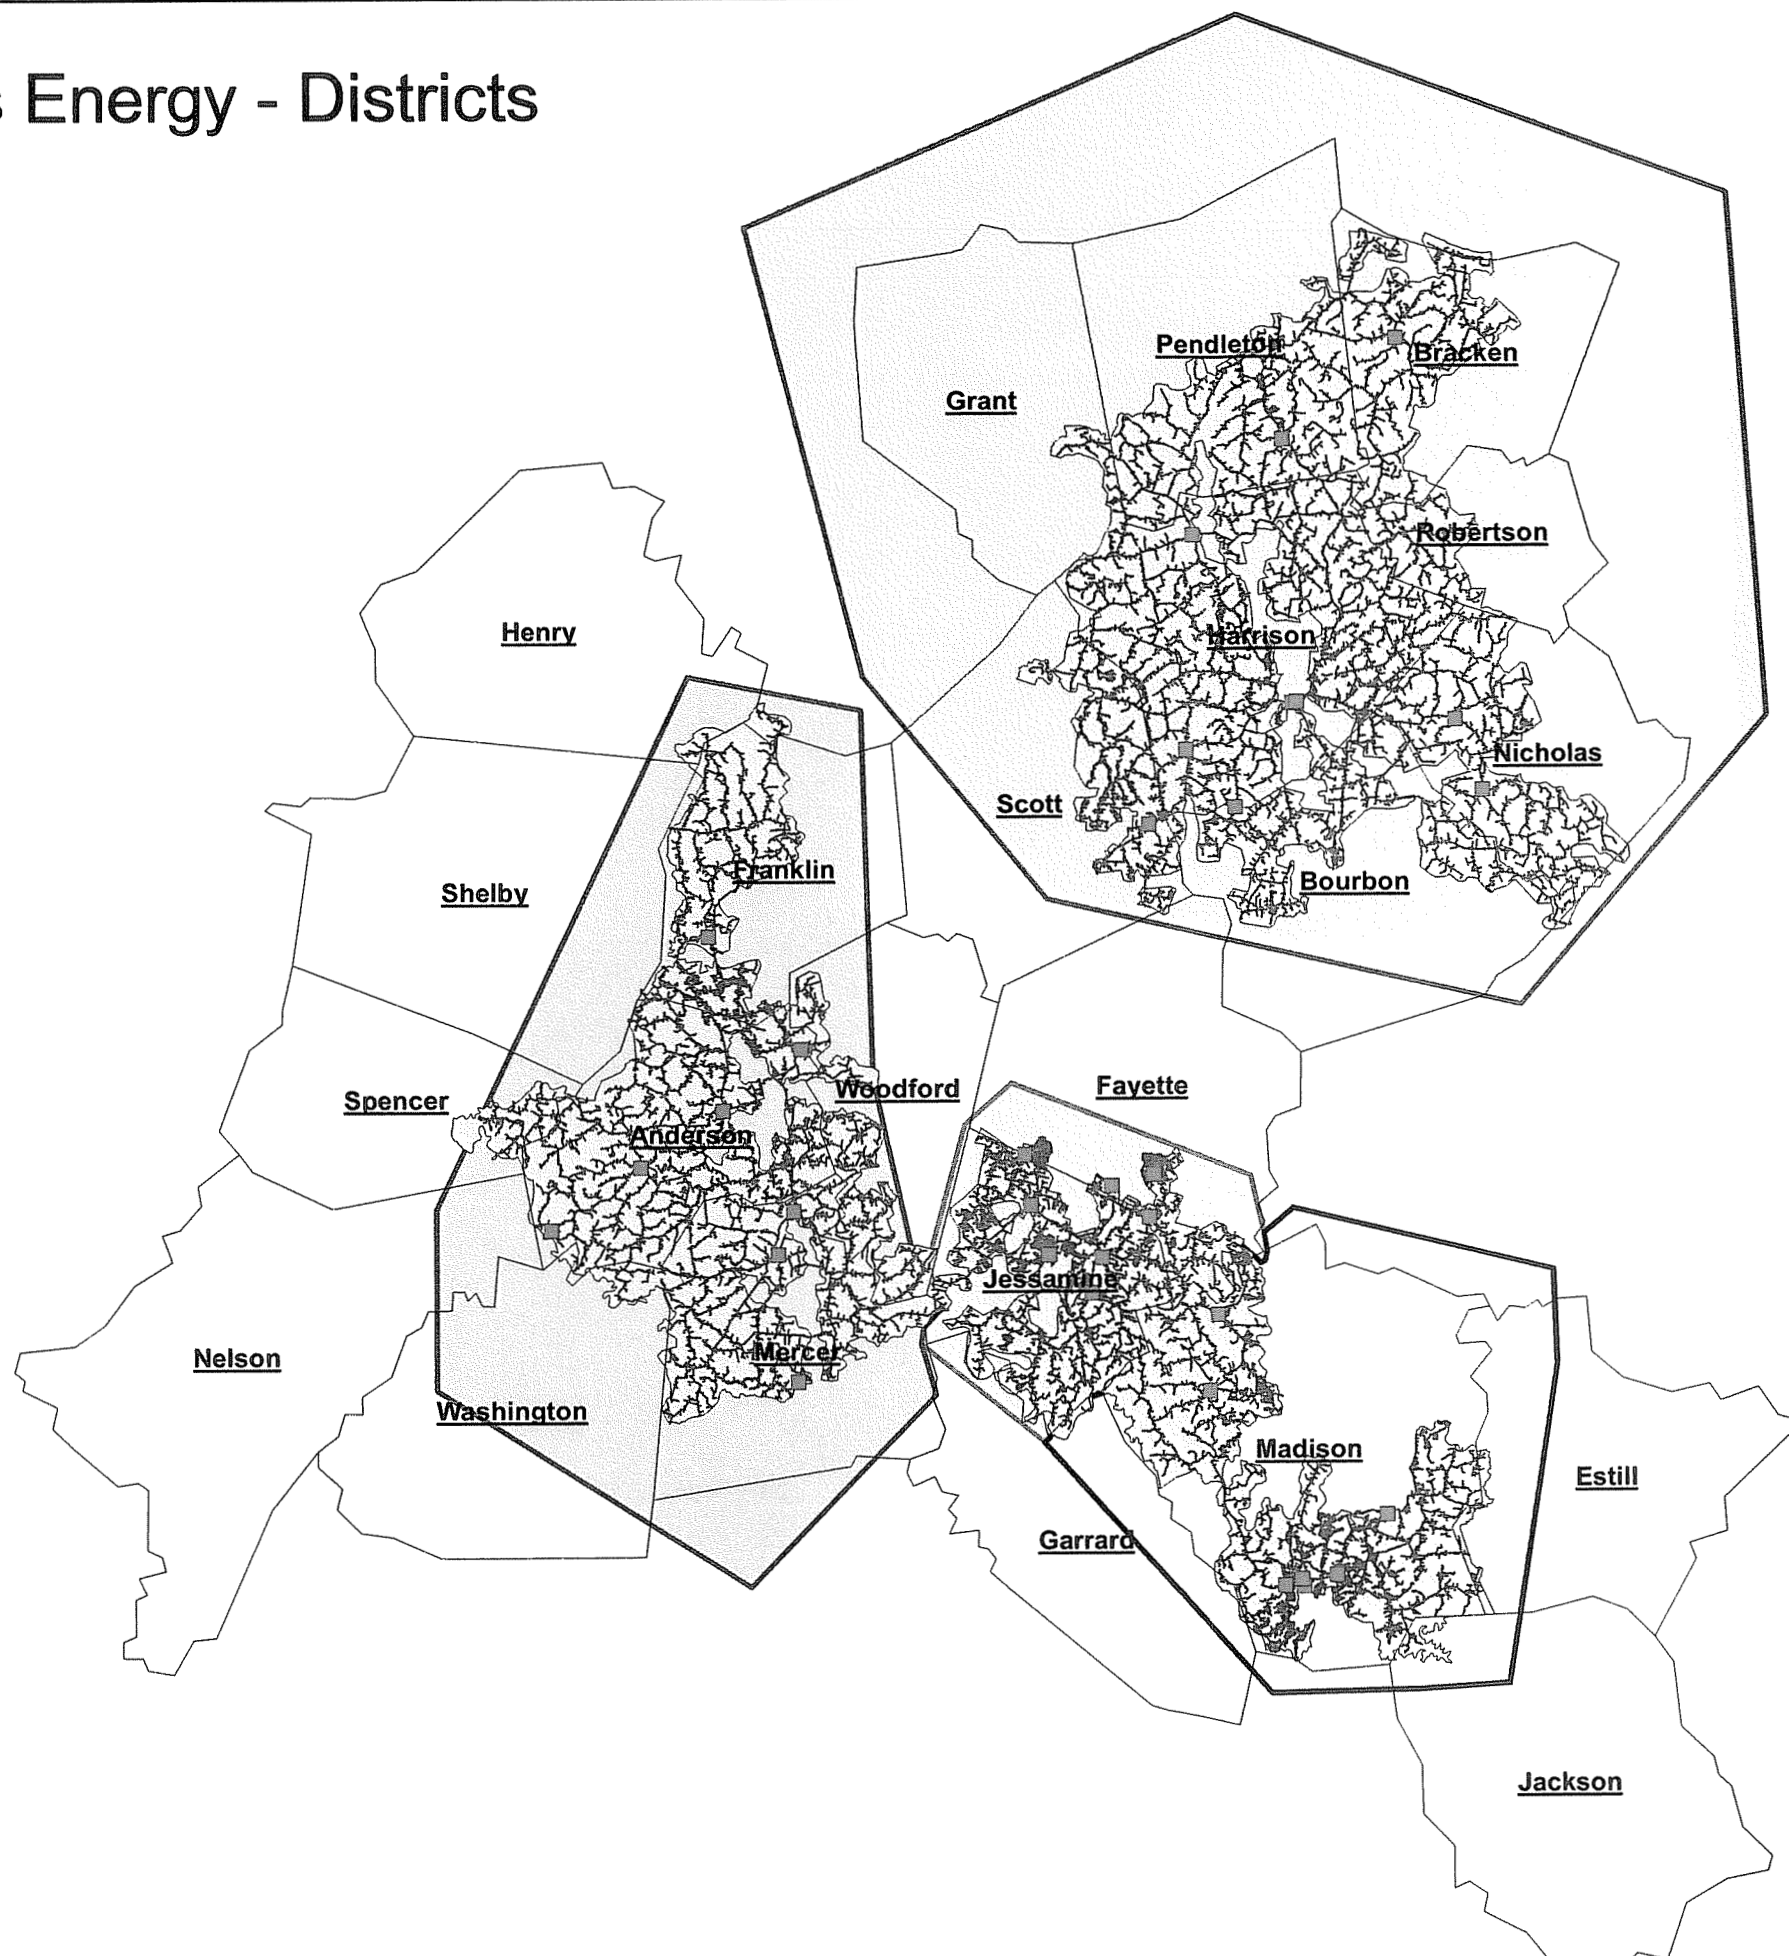 s Energy - Districts
Pendleton
Bracken
Grant
Robertson
Henry
Harrison
Nicholas
Scott
Franklin
Bourbon
Shelby
Woodford
Fayette
Spencer
Anderson
Jessamine
Mercer
Nelson
Washington
Madison
Estill
Garrard
Jackson